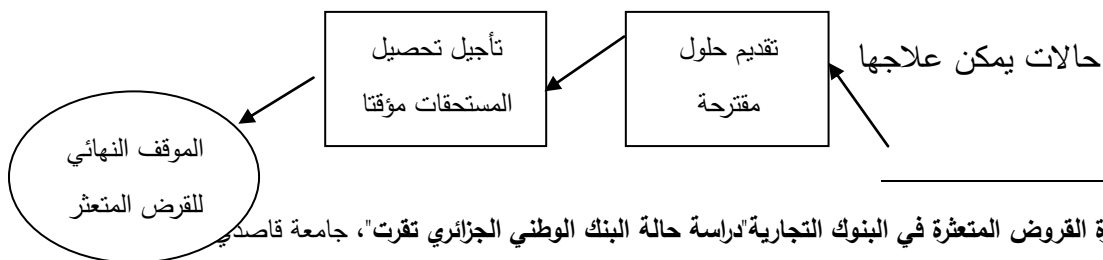 حالات يمكن علاجها
تقديم حلول
مقترحة
تأجيل تحصيل
المستحقات مؤقتا
الموقف النهائي
للقرض المتعثر
القروض المتعثرة في البنوك التجارية"دراسة حالة البنك الوطني الجزائري تقرت"، جامعة